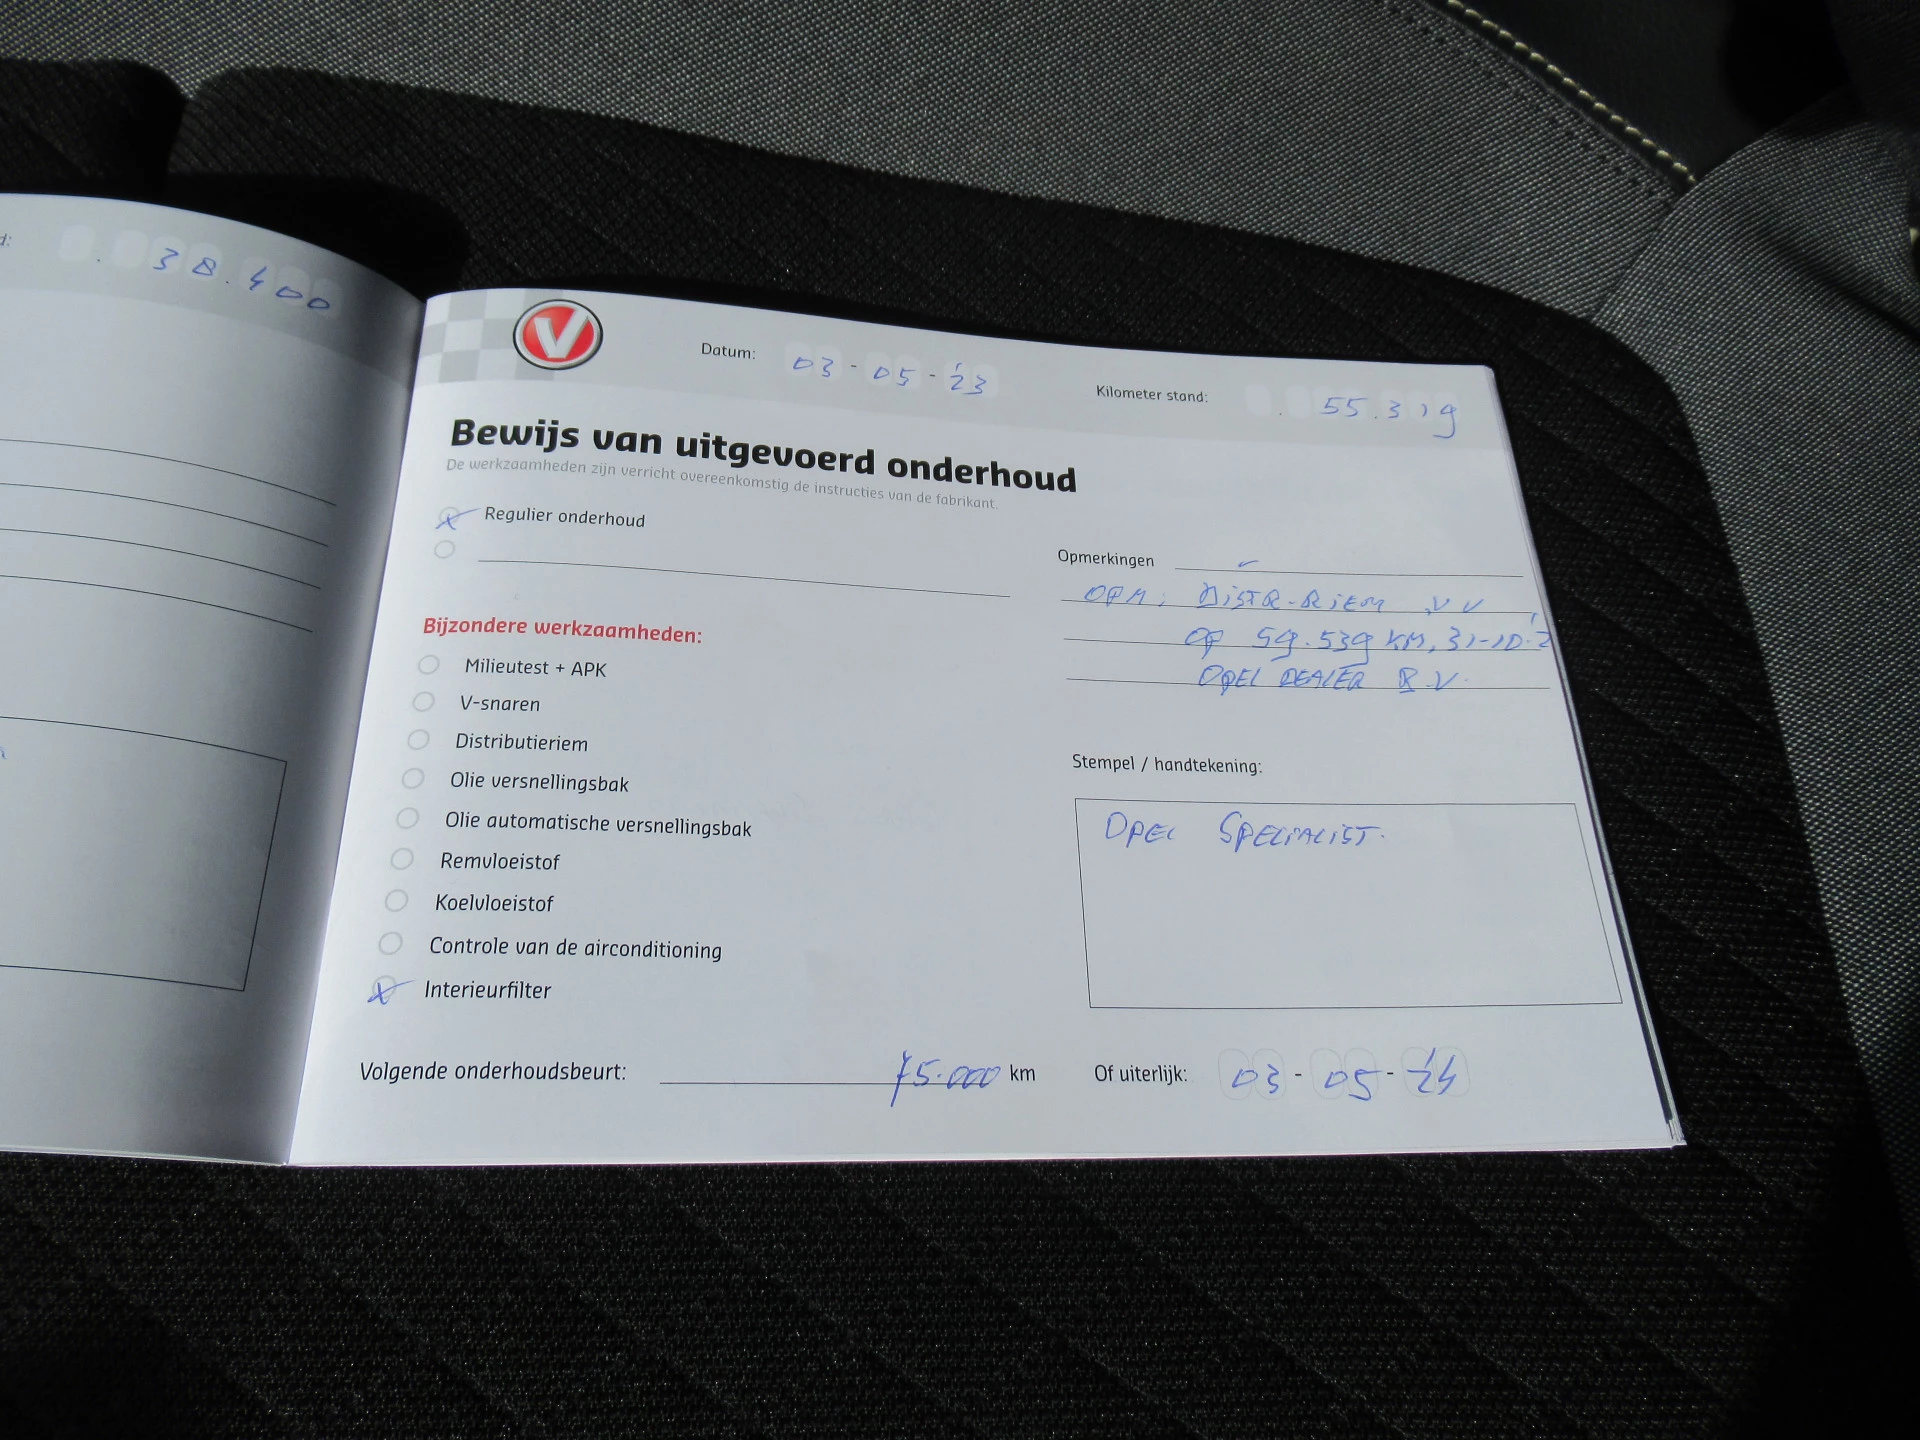 d: . 38.400
V
Datum: 03 - 05 - '23
Kilometer stand: . 55.319
Bewijs van uitgevoerd onderhoud
De werkzaamheden zijn verricht overeenkomstig de instructies van de fabrikant.
x Regulier onderhoud
Opmerkingen
OPM: DISTR-RIEM VV
OP 59.539 KM, 31-10-'2
OPEL DEALER B.V.
Bijzondere werkzaamheden:
Milieutest + APK
V-snaren
Distributieriem
Olie versnellingsbak
Olie automatische versnellingsbak
Remvloeistof
Koelvloeistof
Controle van de airconditioning
x Interieurfilter
Stempel / handtekening:
OPEL SPECIALIST.
Volgende onderhoudsbeurt: 75.000 km
Of uiterlijk: 03 - 05 - '24